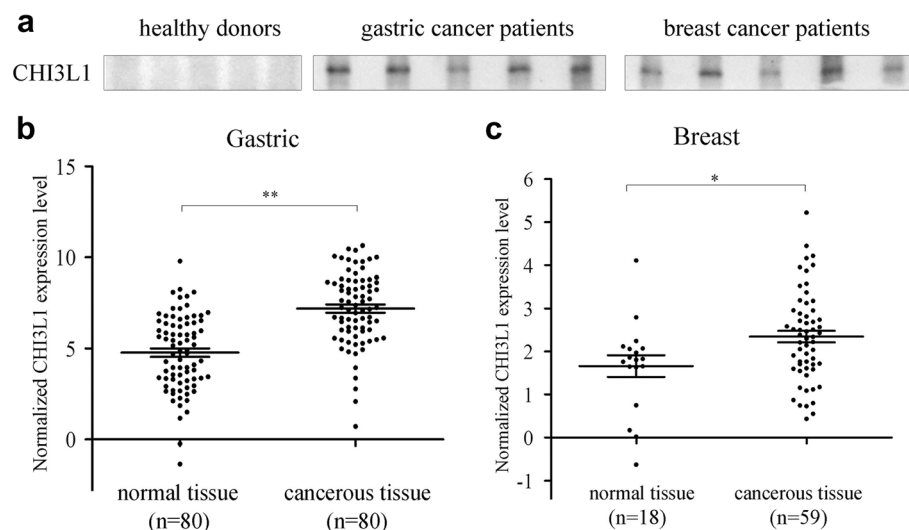 a
healthy donors
gastric cancer patients
breast cancer patients
CHI3L1
b
Gastric
Normalized CHI3L1 expression level
15
10
5
0
**
normal tissue
(n=80)
cancerous tissue
(n=80)
c
Breast
Normalized CHI3L1 expression level
6
5
4
3
2
1
0
-1
*
normal tissue
(n=18)
cancerous tissue
(n=59)